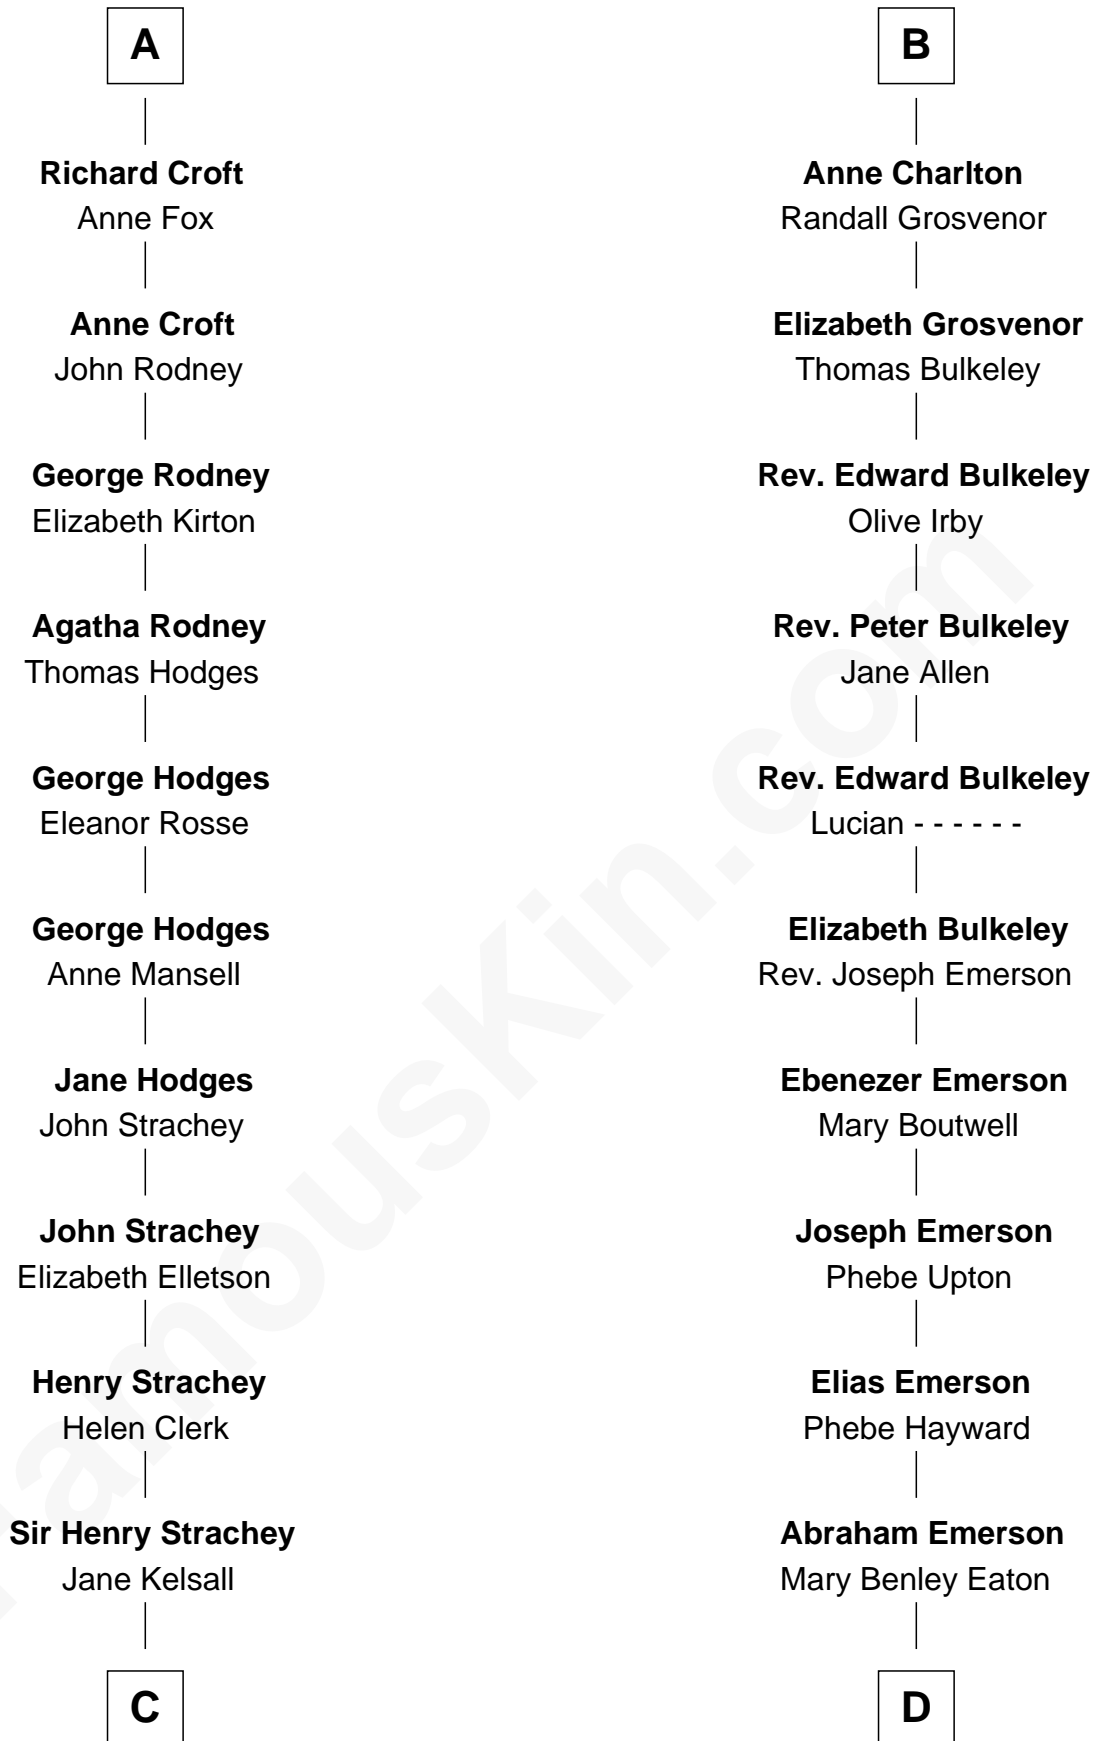 A
Richard Croft
Anne Fox
Anne Croft
John Rodney
George Rodney
Elizabeth Kirton
Agatha Rodney
Thomas Hodges
George Hodges
Eleanor Rosse
George Hodges
Anne Mansell
Jane Hodges
John Strachey
John Strachey
Elizabeth Elletson
Henry Strachey
Helen Clerk
Sir Henry Strachey
Jane Kelsall
C
B
Anne Charlton
Randall Grosvenor
Elizabeth Grosvenor
Thomas Bulkeley
Rev. Edward Bulkeley
Olive Irby
Rev. Peter Bulkeley
Jane Allen
Rev. Edward Bulkeley
Lucian - - - - - -
Elizabeth Bulkeley
Rev. Joseph Emerson
Ebenezer Emerson
Mary Boutwell
Joseph Emerson
Phebe Upton
Elias Emerson
Phebe Hayward
Abraham Emerson
Mary Benley Eaton
D
FamousKin.com